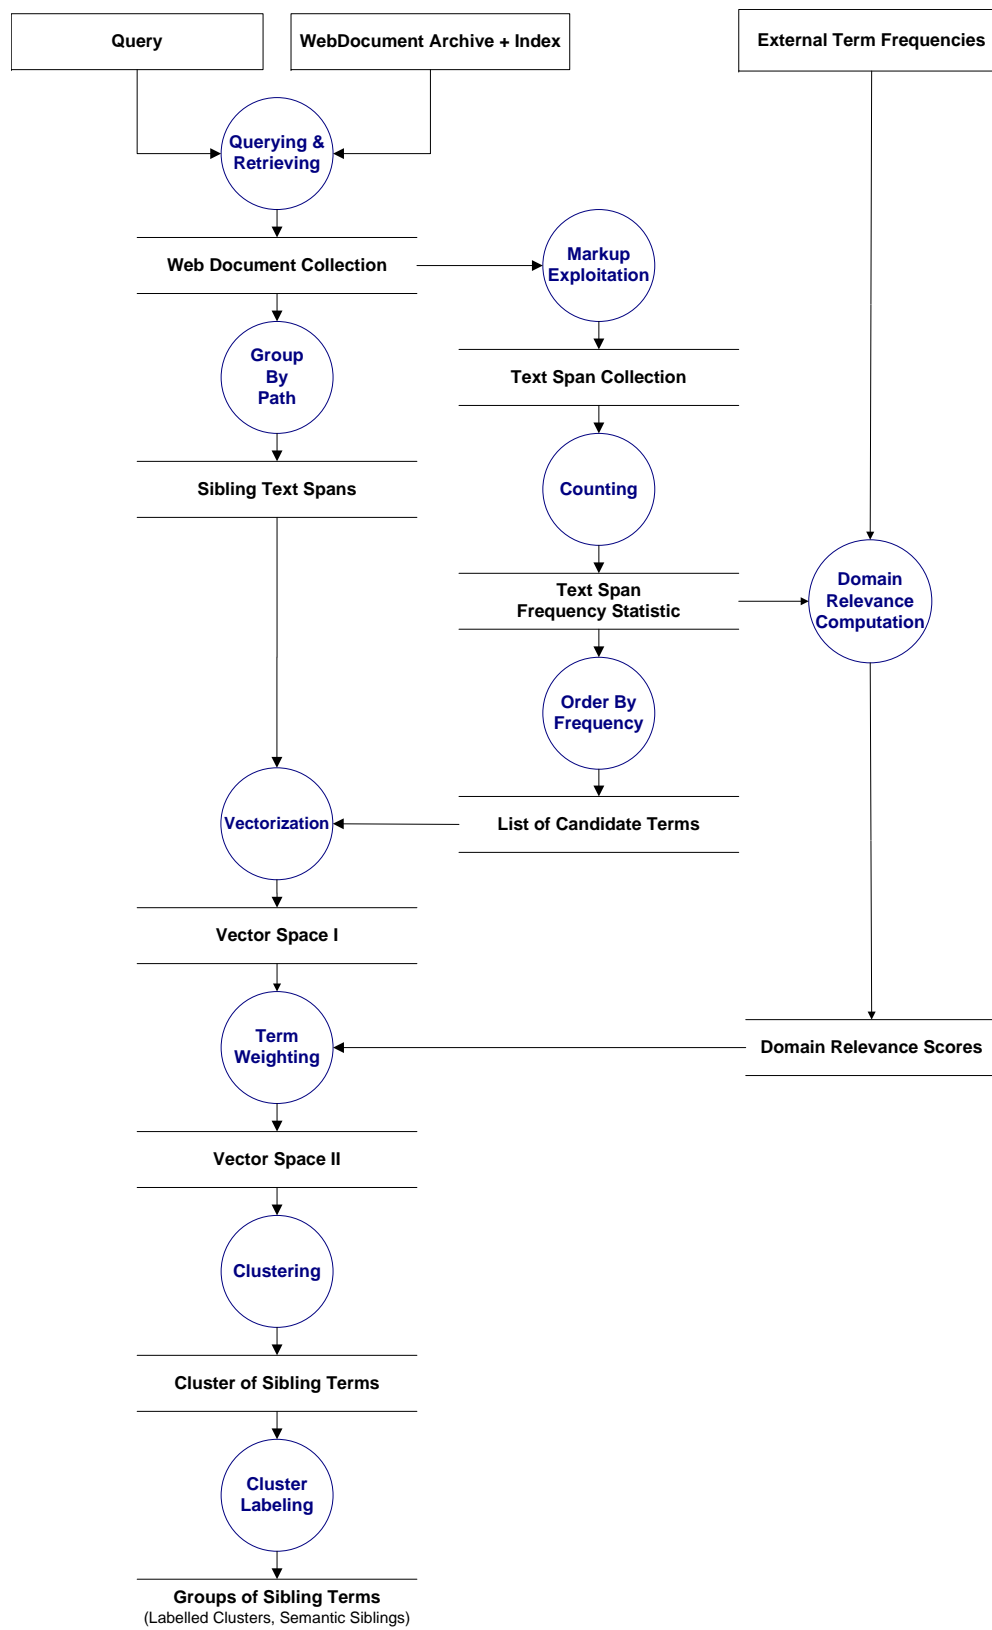 Query
WebDocument Archive + Index
External Term Frequencies
Querying &
Retrieving
Web Document Collection
Markup
Exploitation
Group
By
Path
Text Span Collection
Sibling Text Spans
Counting
Text Span
Frequency Statistic
Domain
Relevance
Computation
Order By
Frequency
Vectorization
List of Candidate Terms
Vector Space I
Term
Weighting
Domain Relevance Scores
Vector Space II
Clustering
Cluster of Sibling Terms
Cluster
Labeling
Groups of Sibling Terms
(Labelled Clusters, Semantic Siblings)